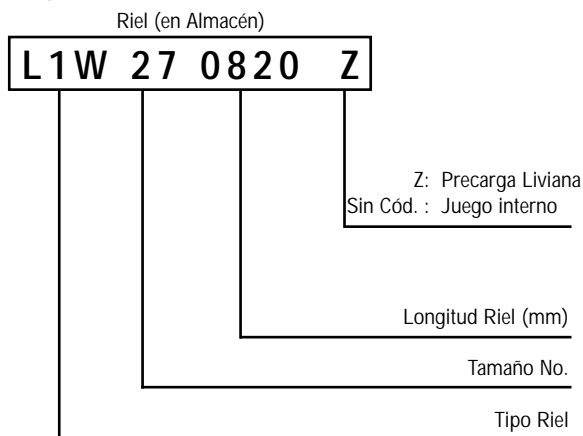 Riel (en Almacén)
L1W 27 0820 Z
Z: Precarga Liviana
Sin Cód. : Juego interno
Longitud Riel (mm)
Tamaño No.
Tipo Riel